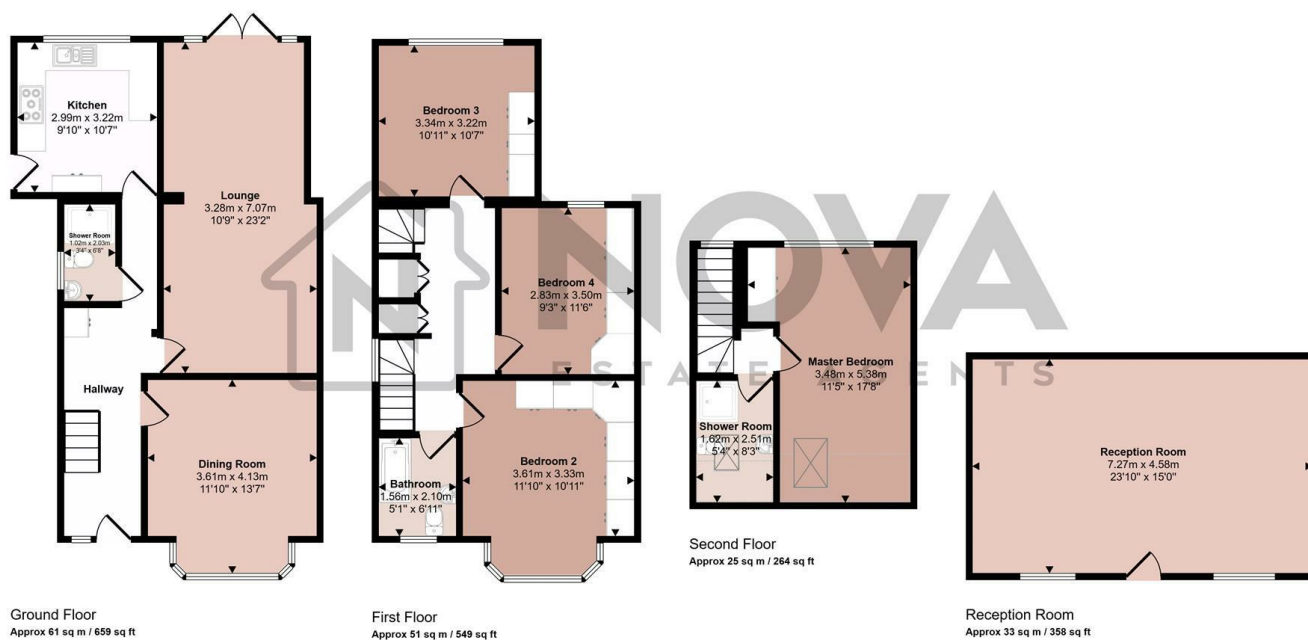 Kitchen
2.99m x 3.22m
9'10" x 10'7"
Lounge
3.28m x 7.07m
10'9" x 23'2"
Shower Room
1.02m x 2.03m
3'4" x 6'8"
Hallway
Dining Room
3.61m x 4.13m
11'10" x 13'7"
Ground Floor
Approx 61 sq m / 659 sq ft
Bedroom 3
3.34m x 3.22m
10'11" x 10'7"
Bedroom 4
2.83m x 3.50m
9'3" x 11'6"
Bedroom 2
3.61m x 3.33m
11'10" x 10'11"
Bathroom
1.56m x 2.10m
5'1" x 6'11"
First Floor
Approx 51 sq m / 549 sq ft
Master Bedroom
3.48m x 5.38m
11'5" x 17'8"
Shower Room
1.62m x 2.51m
5'4" x 8'3"
Second Floor
Approx 25 sq m / 264 sq ft
Reception Room
7.27m x 4.58m
23'10" x 15'0"
Reception Room
Approx 33 sq m / 358 sq ft
N NOVA
ESTATE AGENTS